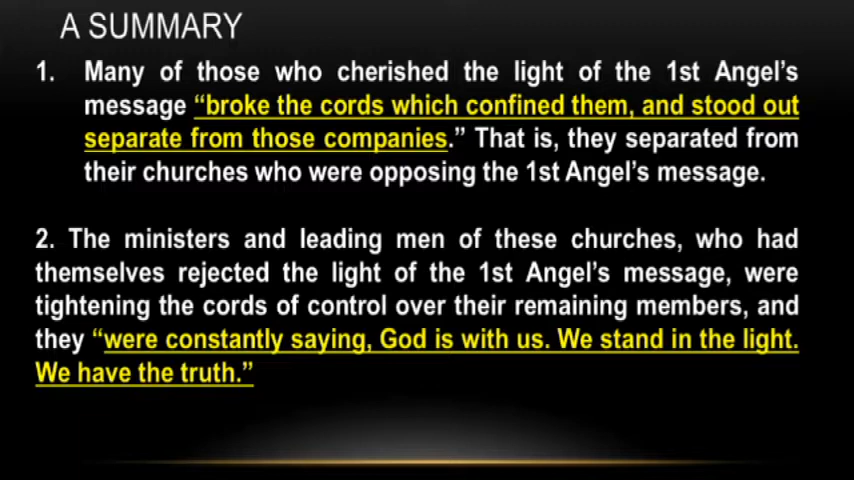 A SUMMARY
1. Many of those who cherished the light of the 1st Angel's
message “broke the cords which confined them, and stood out
separate from those companies.” That is, they separated from
their churches who were opposing the 1st Angel's message.
2. The ministers and leading men of these churches, who had
themselves rejected the light of the 1st Angel's message, were
tightening the cords of control over their remaining members, and
they “were constantly saying, God is with us. We stand in the light.
We have the truth.”